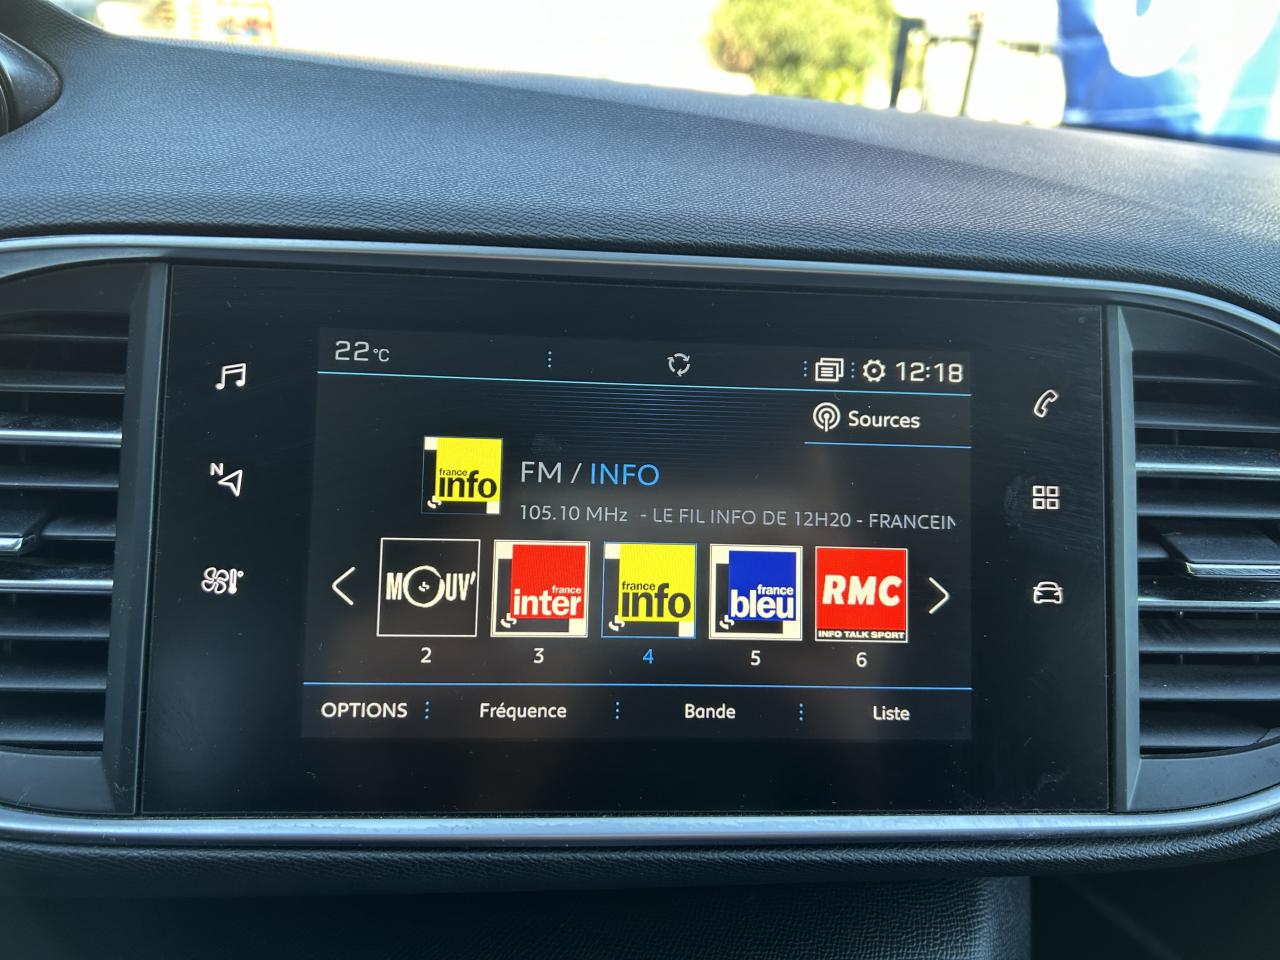 22°C
12:18
Sources
france
info
FM / INFO
105.10 MHz - LE FIL INFO DE 12H20 - FRANCEIN
MOUV'
france
inter
france
info
france
bleu
RMC
INFO TALK SPORT
2
3
4
5
6
OPTIONS
Fréquence
Bande
Liste
N